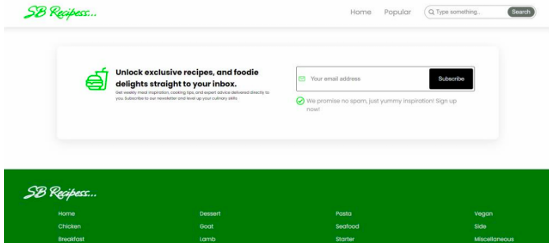 SB Recipess...
Home Popular Type something... Search
Unlock exclusive recipes, and foodie
delights straight to your inbox.
Get weekly meal inspiration, cooking tips, and expert advice delivered directly to
you. Subscribe to our newsletter and level up your culinary skills.
Your email address Subscribe
We promise no spam, just yummy inspiration! Sign up
now!
SB Recipess...
Home Dessert Pasta Vegan
Chicken Goat Seafood Side
Breakfast Lamb Starter Miscellaneous